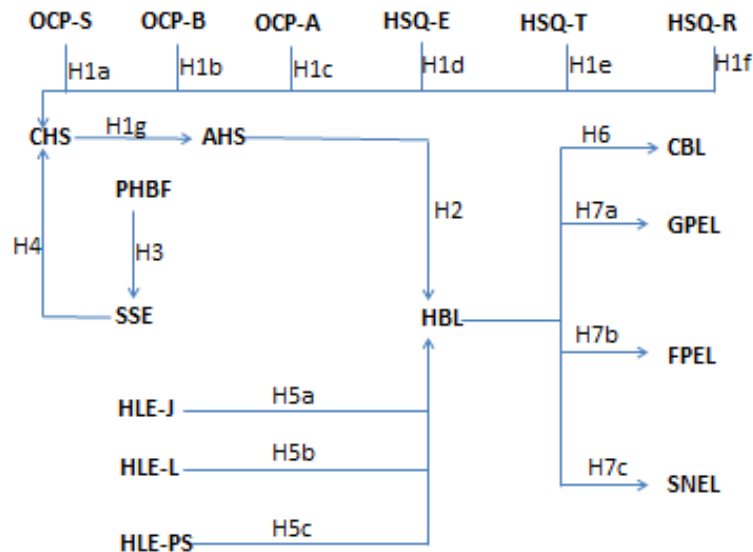 OCP-S OCP-B OCP-A HSQ-E HSQ-T HSQ-R
H1a H1b H1c H1d H1e H1f
CHS H1g AHS H6 CBL
PHBF
H2 H7a GPEL
H4 H3
SSE HBL
H7b FPEL
HLE-J H5a
HLE-L H5b
H7c SNEL
HLE-PS H5c